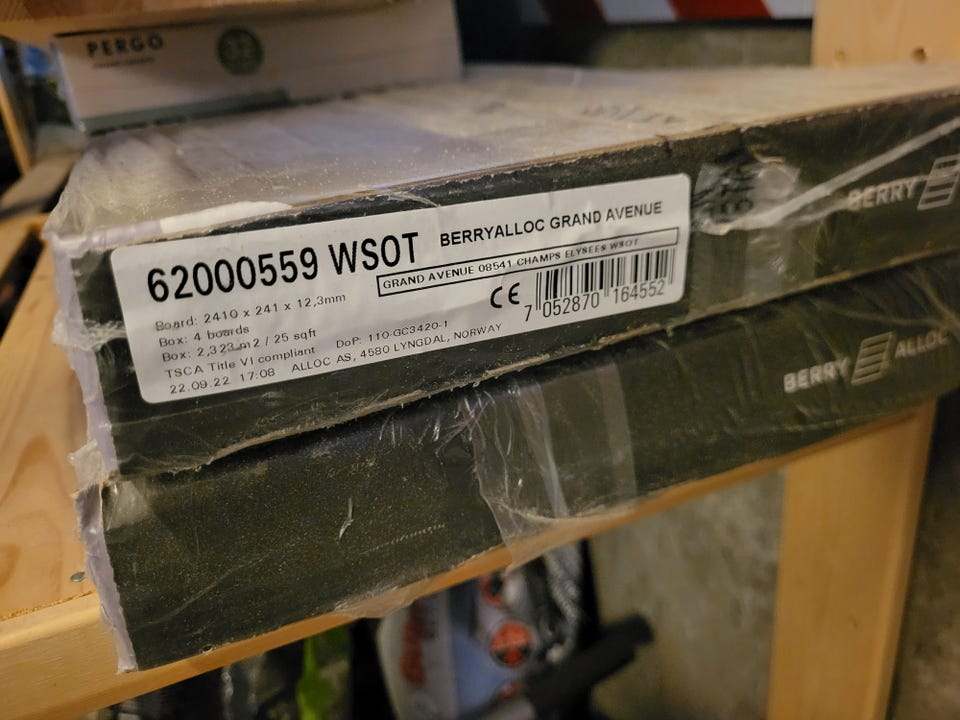 PERGO
62000559 WSOT BERRYALLOC GRAND AVENUE
GRAND AVENUE 08541 CHAMPS ELYSEES WSOT
Board: 2410 x 241 x 12,3mm
Box: 4 boards
Box: 2,323 m2 / 25 sqft
TSCA Title VI compliant DoP: 110-GC3420-1
22.09.22 17:08 ALLOC AS, 4580 LYNGDAL, NORWAY
CE
7 052870 164552
BERRY
BERRY ALLOC